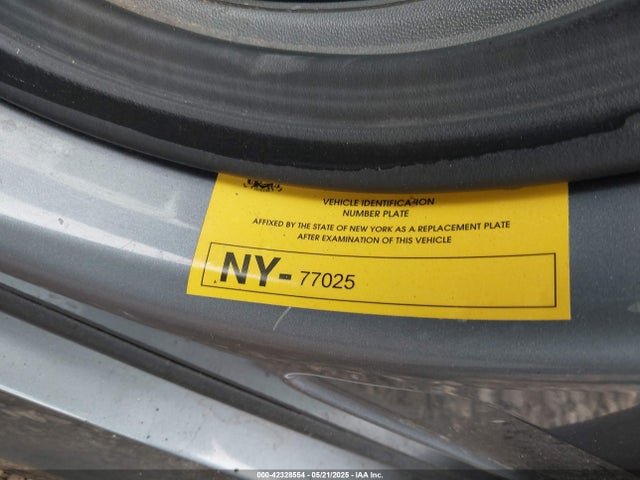 VEHICLE IDENTIFICATION
NUMBER PLATE
AFFIXED BY THE STATE OF NEW YORK AS A REPLACEMENT PLATE
AFTER EXAMINATION OF THIS VEHICLE
NY- 77025
000-42328554 | 05/21/2025 | IAA Inc.